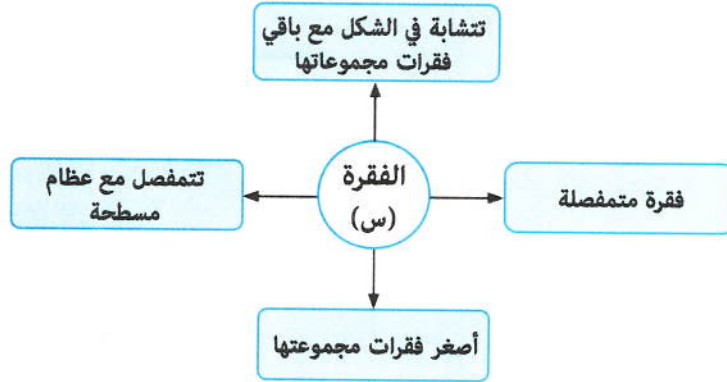 تتشابة في الشكل مع باقي
فقرات مجموعاتها
الفقرة
(س)
فقرة متمفصلة
تتمفصل مع عظام
مسطحة
أصغر فقرات مجموعتها